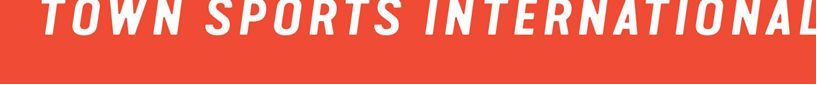 TOWN SPORTS INTERNATIONAL